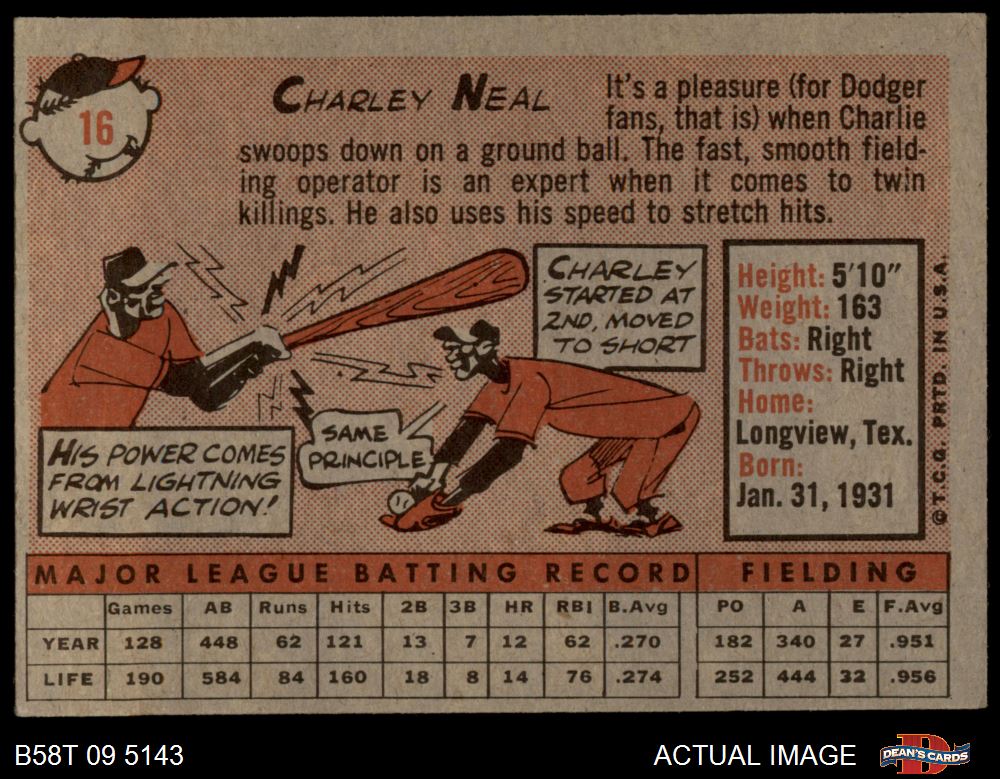 16
CHARLEY NEAL
It's a pleasure (for Dodger
fans, that is) when Charlie
swoops down on a ground ball. The fast, smooth field-
ing operator is an expert when it comes to twin
killings. He also uses his speed to stretch hits.
CHARLEY
STARTED AT
2ND, MOVED
TO SHORT
HIS POWER COMES
FROM LIGHTNING
WRIST ACTION!
SAME
PRINCIPLE
Height: 5'10"
Weight: 163
Bats: Right
Throws: Right
Home:
Longview, Tex.
Born:
Jan. 31, 1931
© T.C.G. PRTD. IN U.S.A.
MAJOR LEAGUE BATTING RECORD FIELDING
Games AB Runs Hits 2B 3B HR RBI B.Avg PO A E F.Avg
YEAR 128 448 62 121 13 7 12 62 .270 182 340 27 .951
LIFE 190 584 84 160 18 8 14 76 .274 252 444 32 .956
B58T 09 5143 ACTUAL IMAGE
D
DEAN'S CARDS